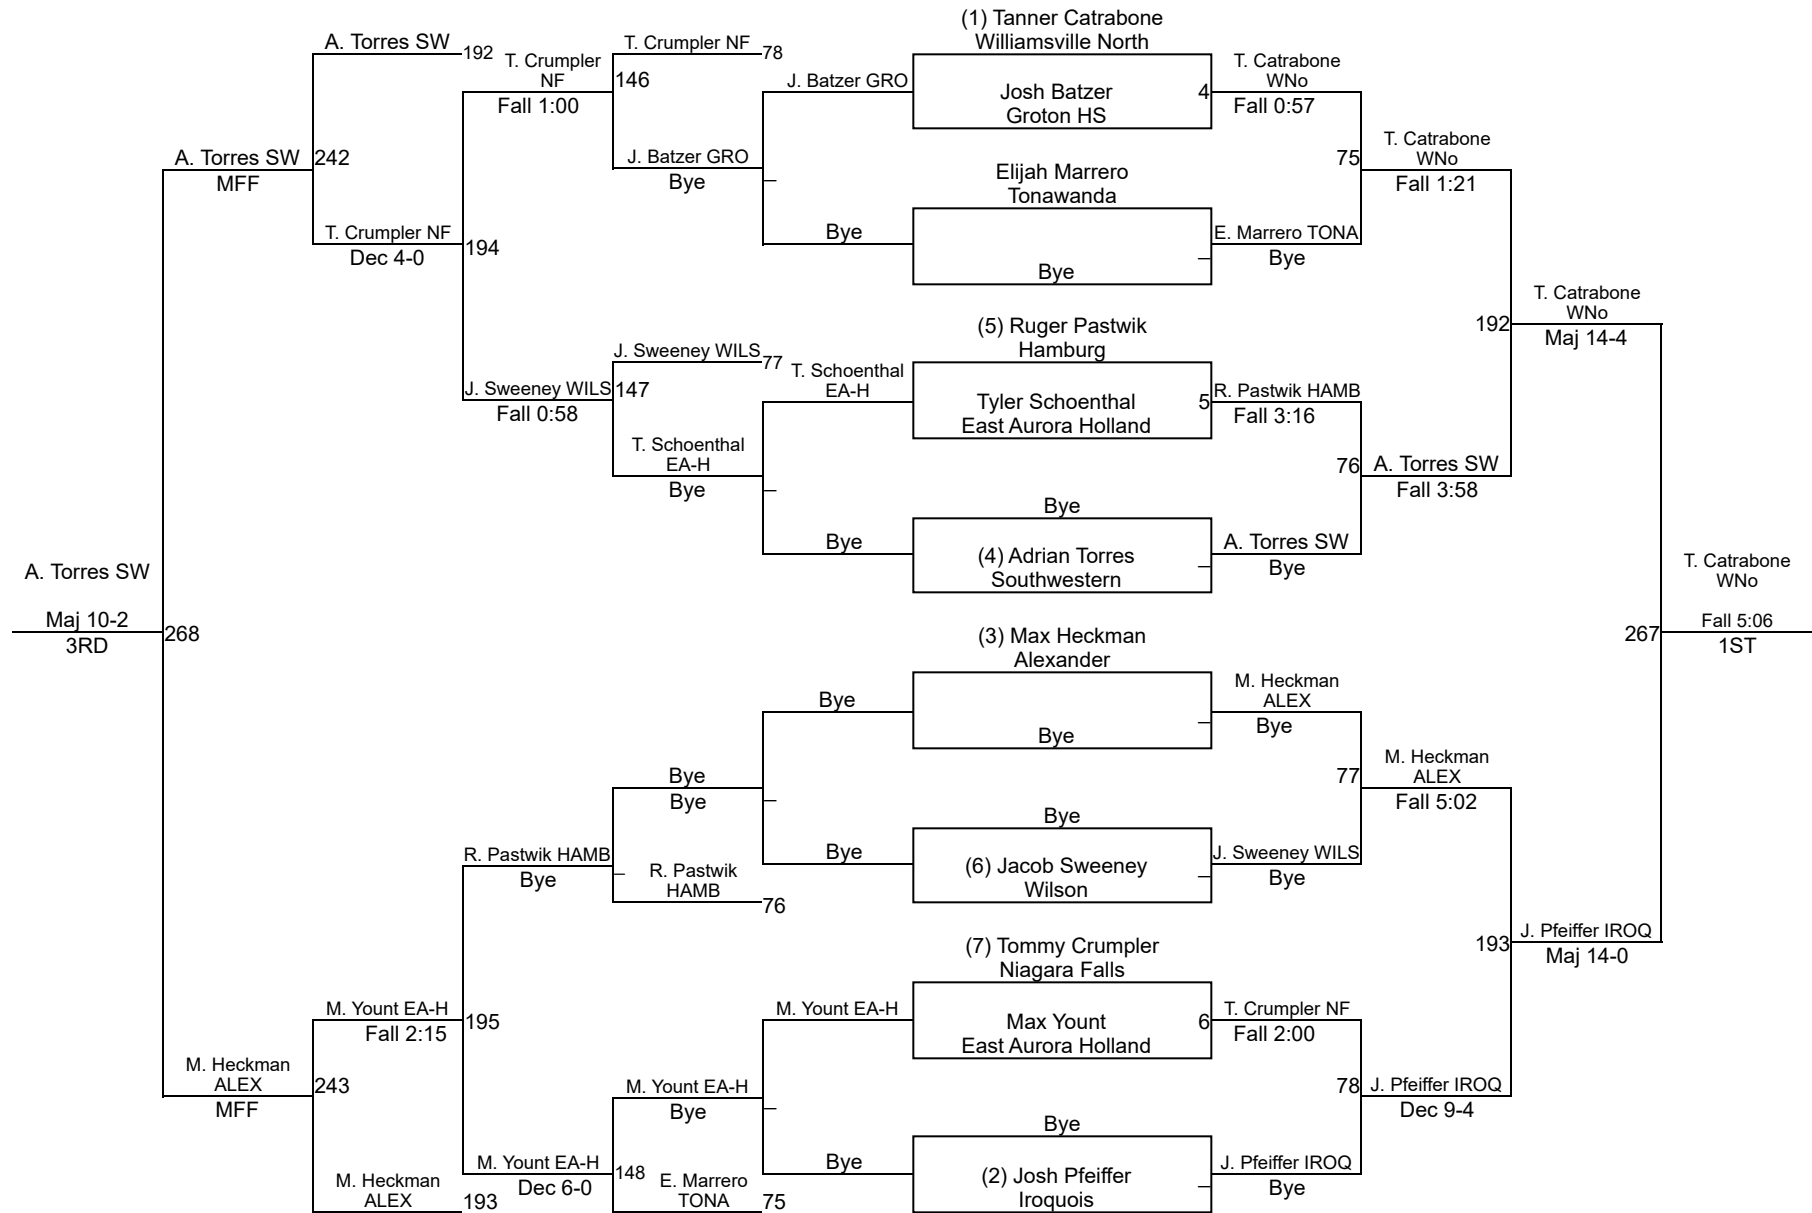 (1) Tanner Catrabone
Williamsville North
A. Torres SW
192
T. Crumpler
NF
Fall 1:00
T. Crumpler NF
78
146
J. Batzer GRO
Josh Batzer
Groton HS
4
T. Catrabone
WNo
Fall 0:57
A. Torres SW
MFF
242
J. Batzer GRO
Bye
_
Elijah Marrero
Tonawanda
75
T. Catrabone
WNo
Fall 1:21
T. Crumpler NF
Dec 4-0
194
Bye
Bye
_
E. Marrero TONA
Bye
T. Catrabone
WNo
Maj 14-4
192
(5) Ruger Pastwik
Hamburg
J. Sweeney WILS
77
J. Sweeney WILS
Fall 0:58
147
T. Schoenthal
EA-H
Tyler Schoenthal
East Aurora Holland
5
R. Pastwik HAMB
Fall 3:16
T. Schoenthal
EA-H
Bye
_
76
A. Torres SW
Fall 3:58
Bye
Bye
(4) Adrian Torres
Southwestern
_
A. Torres SW
Bye
A. Torres SW
Maj 10-2
3RD
268
T. Catrabone
WNo
Fall 5:06
1ST
267
(3) Max Heckman
Alexander
Bye
Bye
_
M. Heckman
ALEX
Bye
Bye
Bye
_
77
M. Heckman
ALEX
Fall 5:02
R. Pastwik HAMB
Bye
_
R. Pastwik
HAMB
76
Bye
Bye
(6) Jacob Sweeney
Wilson
_
J. Sweeney WILS
Bye
193
J. Pfeiffer IROQ
Maj 14-0
(7) Tommy Crumpler
Niagara Falls
M. Yount EA-H
Fall 2:15
195
M. Yount EA-H
Max Yount
East Aurora Holland
6
T. Crumpler NF
Fall 2:00
M. Heckman
ALEX
MFF
243
M. Yount EA-H
Bye
_
78
J. Pfeiffer IROQ
Dec 9-4
Bye
M. Yount EA-H
Dec 6-0
148
Bye
(2) Josh Pfeiffer
Iroquois
_
J. Pfeiffer IROQ
Bye
M. Heckman
ALEX
193
E. Marrero
TONA
75